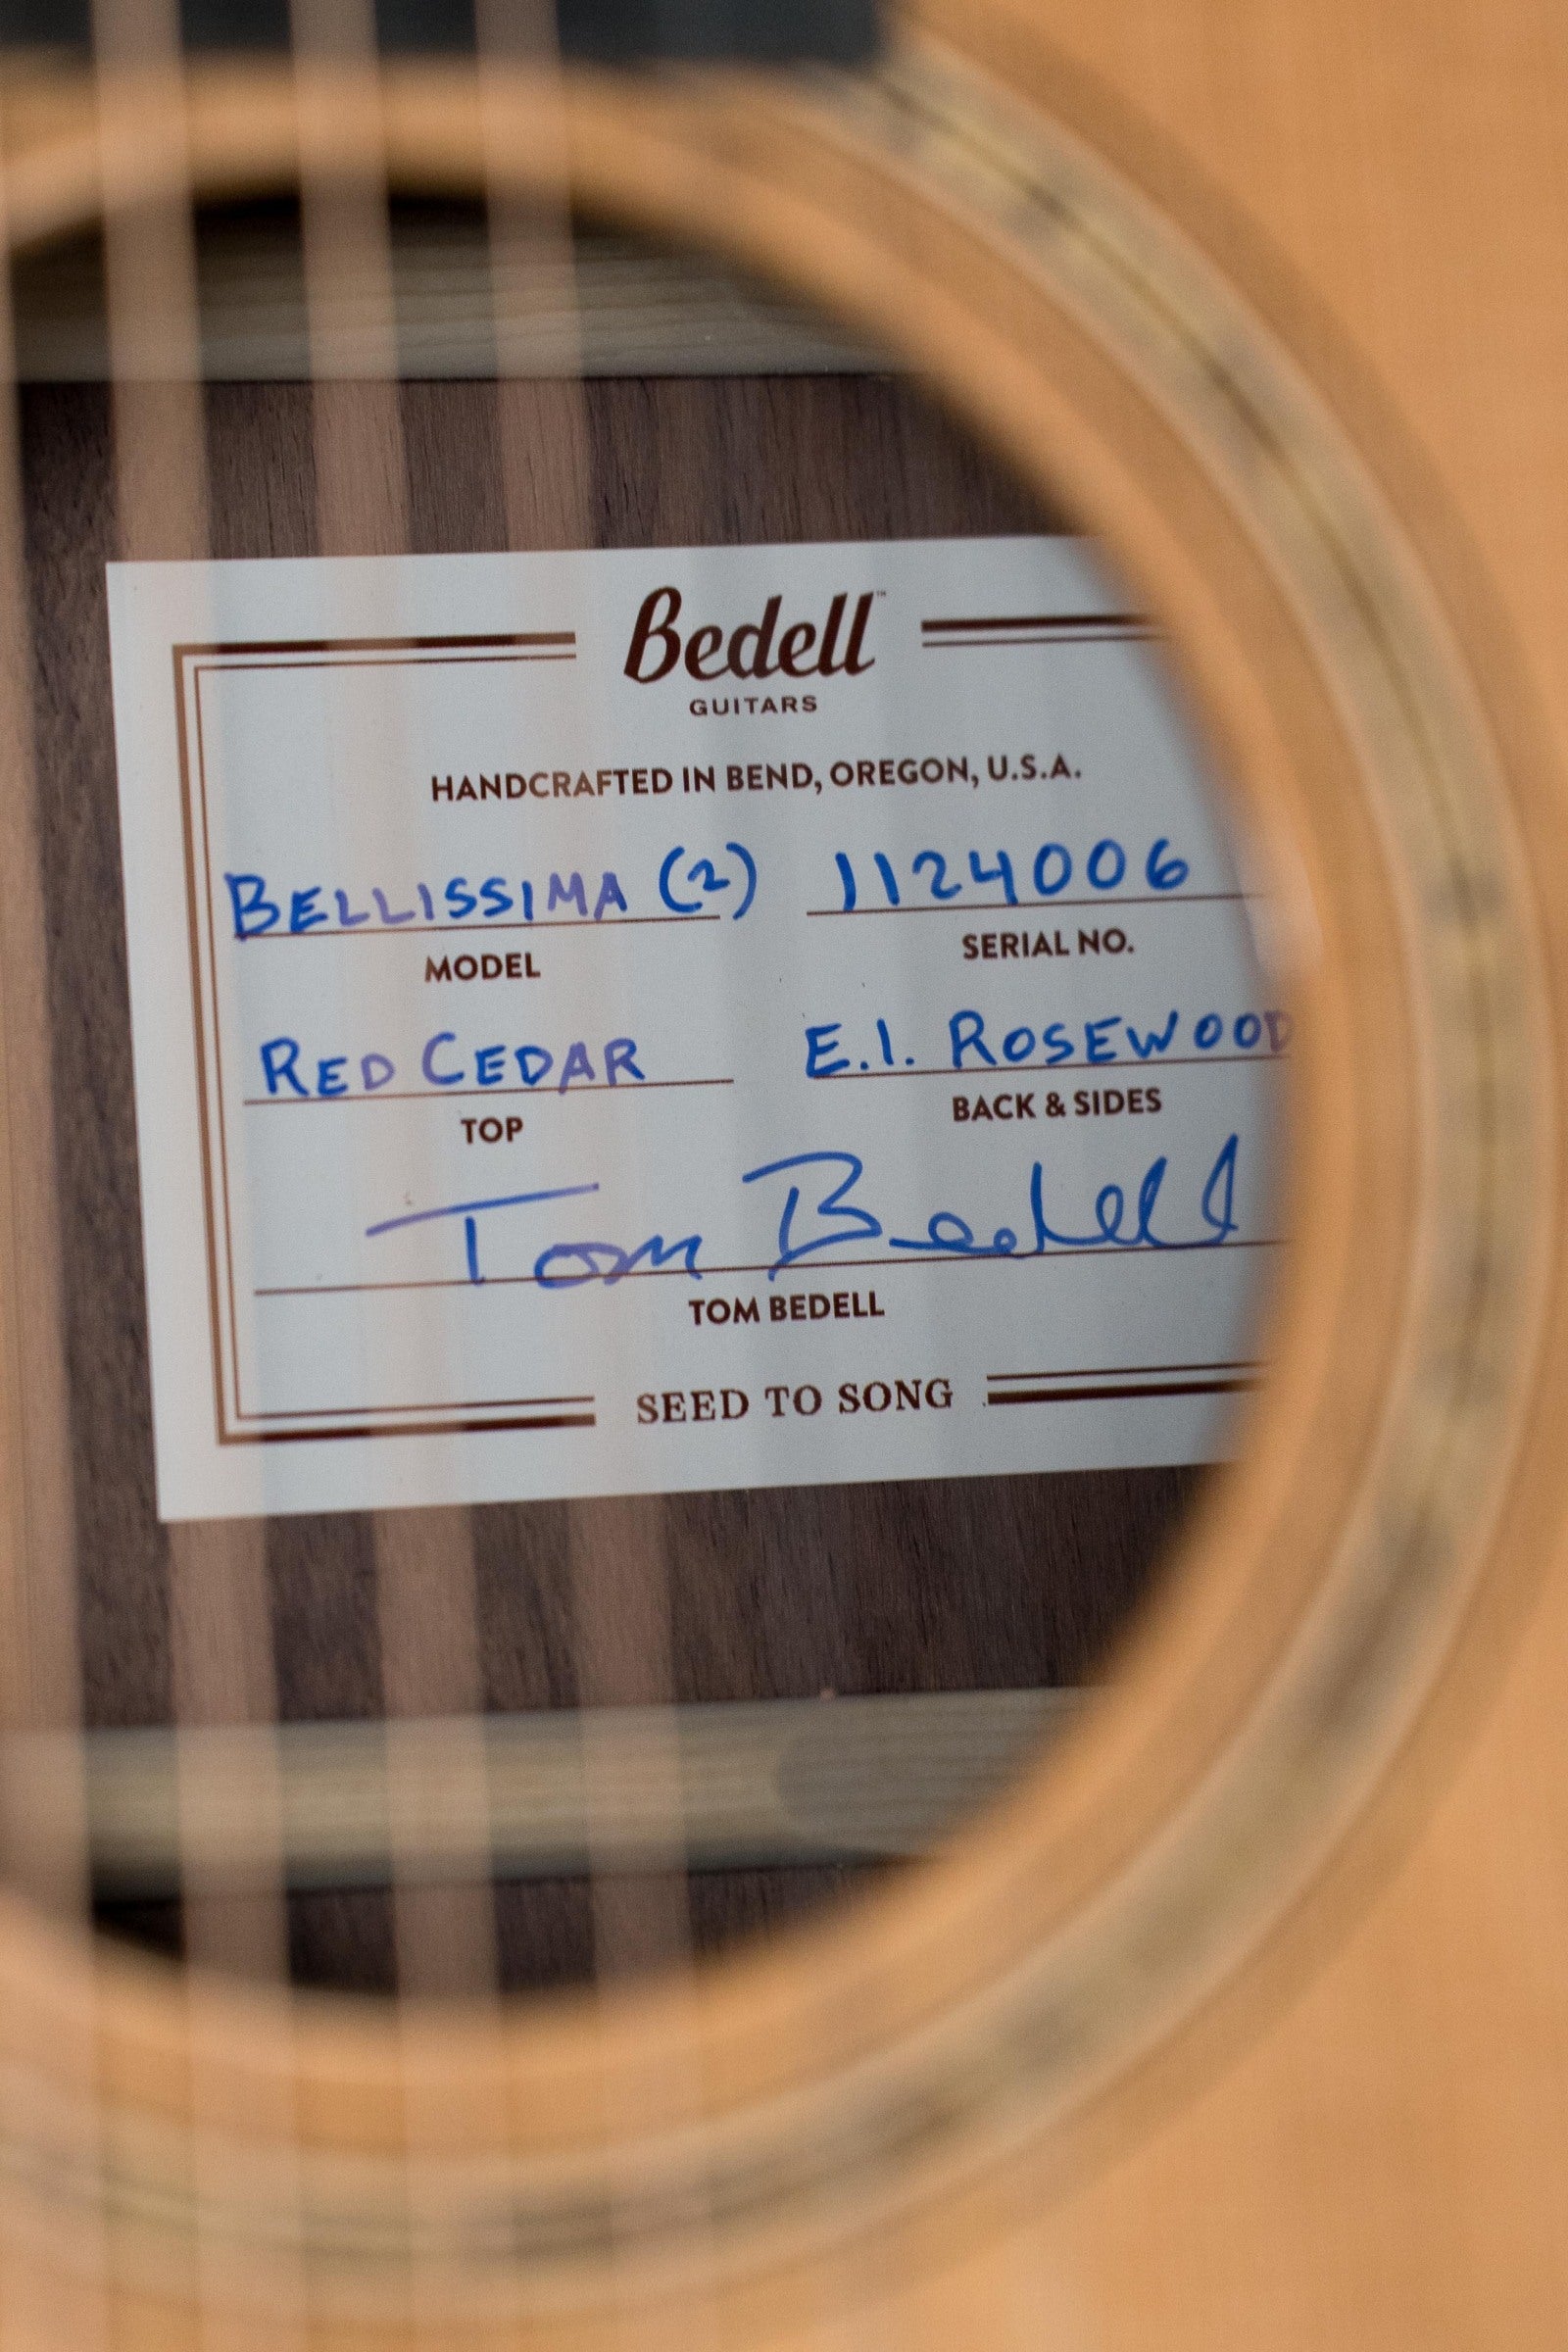 Bedell™
GUITARS
HANDCRAFTED IN BEND, OREGON, U.S.A.
BELLISSIMA (2) 1124006
MODEL SERIAL NO.
RED CEDAR E.I. ROSEWOOD
TOP BACK & SIDES
Tom Bedell
TOM BEDELL
SEED TO SONG